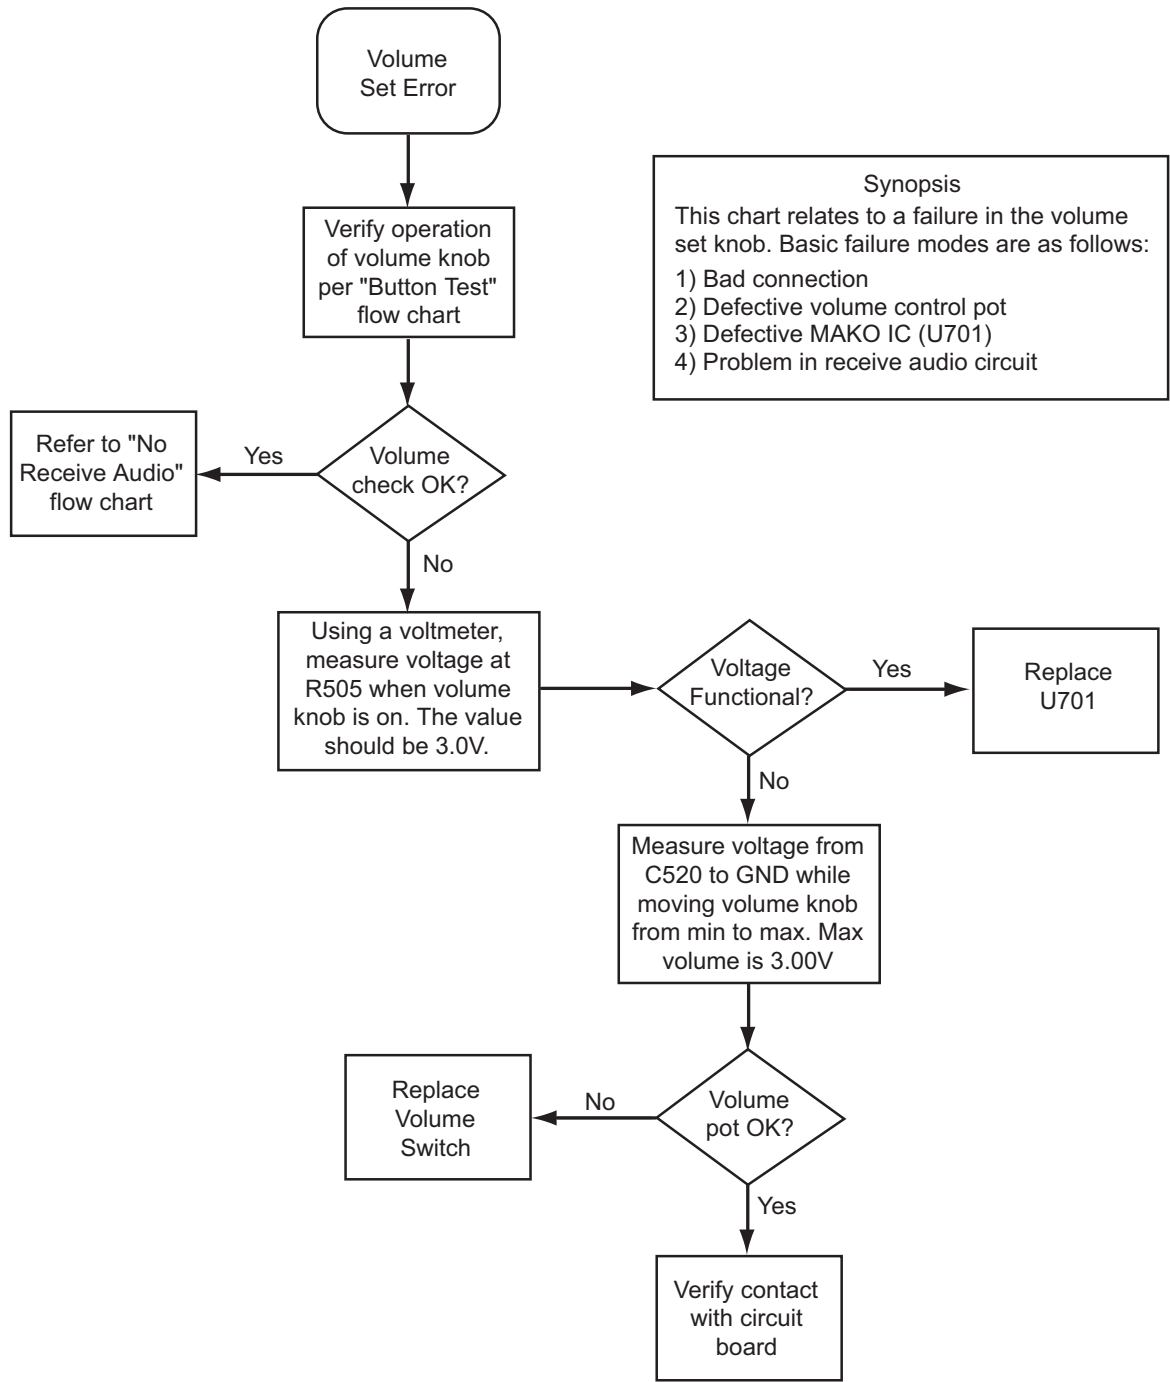 Volume
Set Error
Synopsis
This chart relates to a failure in the volume
set knob. Basic failure modes are as follows:
1) Bad connection
2) Defective volume control pot
3) Defective MAKO IC (U701)
4) Problem in receive audio circuit
Verify operation
of volume knob
per "Button Test"
flow chart
Volume
check OK?
Yes
Refer to "No
Receive Audio"
flow chart
No
Using a voltmeter,
measure voltage at
R505 when volume
knob is on. The value
should be 3.0V.
Voltage
Functional?
Yes
Replace
U701
No
Measure voltage from
C520 to GND while
moving volume knob
from min to max. Max
volume is 3.00V
Volume
pot OK?
No
Replace
Volume
Switch
Yes
Verify contact
with circuit
board